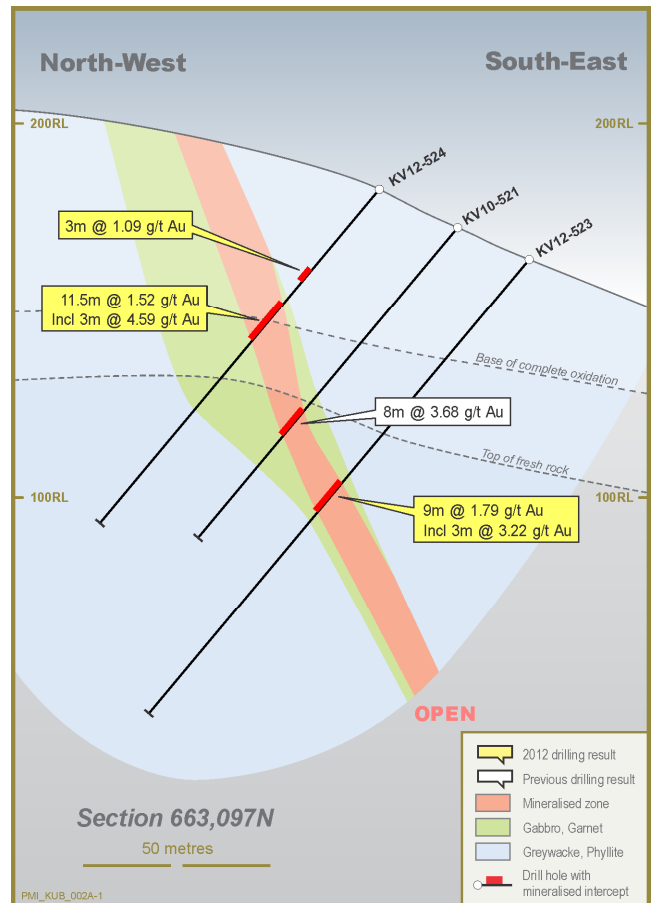 North-West
South-East
200RL
200RL
KV12-524
KV10-521
KV12-523
3m @ 1.09 g/t Au
11.5m @ 1.52 g/t Au
Incl 3m @ 4.59 g/t Au
Base of complete oxidation
8m @ 3.68 g/t Au
Top of fresh rock
100RL
100RL
9m @ 1.79 g/t Au
Incl 3m @ 3.22 g/t Au
OPEN
2012 drilling result
Previous drilling result
Mineralised zone
Gabbro, Garnet
Greywacke, Phyllite
Drill hole with
mineralised intercept
Section 663,097N
50 metres
PMI_KUB_002A-1